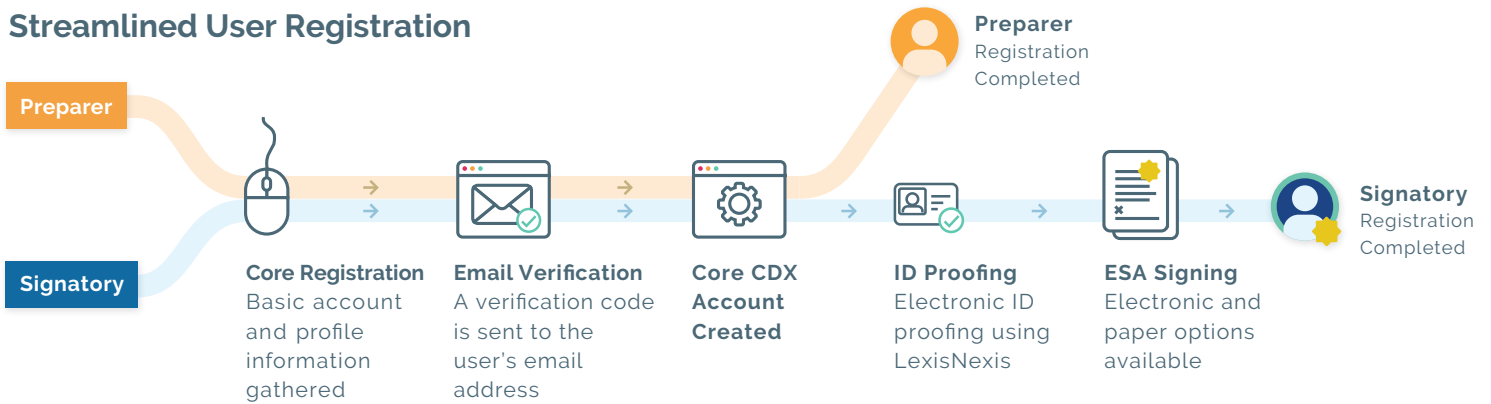 Streamlined User Registration
Preparer
Registration
Completed
Preparer
Signatory
Signatory
Registration
Completed
Core Registration
Basic account
and profile
information
gathered
Email Verification
A verification code
is sent to the
user’s email
address
Core CDX
Account
Created
ID Proofing
Electronic ID
proofing using
LexisNexis
ESA Signing
Electronic and
paper options
available